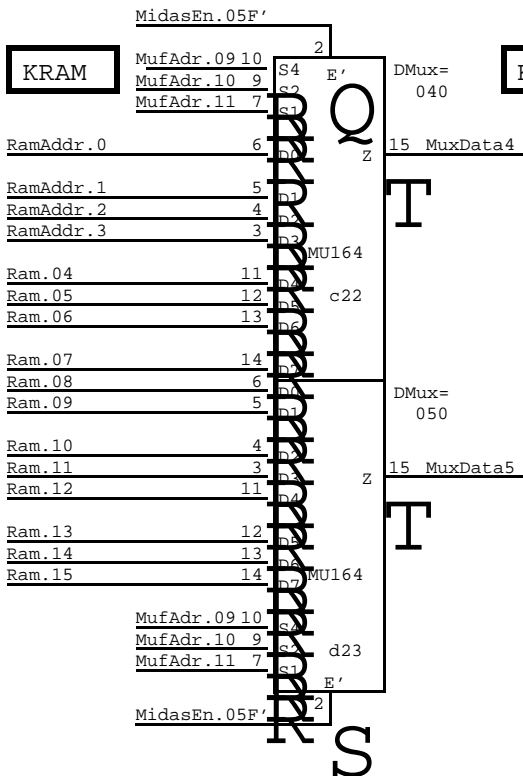 MidasEn.05F'
2
KRAM
MufAdr.09 10 S4 E' DMux=
MufAdr.10 9 S2 Q 040
MufAdr.11 7 S1
RamAddr.0 6 D0 Z 15 MuxData4
RamAddr.1 5 D1 T
RamAddr.2 4 D2
RamAddr.3 3 D3
MU164
Ram.04 11 D4
Ram.05 12 D5 c22
Ram.06 13 D6
Ram.07 14 D7
Ram.08 6 D0 DMux=
Ram.09 5 D1 050
Ram.10 4 D2
Ram.11 3 D3 Z 15 MuxData5
Ram.12 11 D4
T
Ram.13 12 D5
Ram.14 13 D6
Ram.15 14 D7 MU164
MufAdr.09 10 S4
MufAdr.10 9 S2 d23
MufAdr.11 7 S1
E'
2
MidasEn.05F'
S